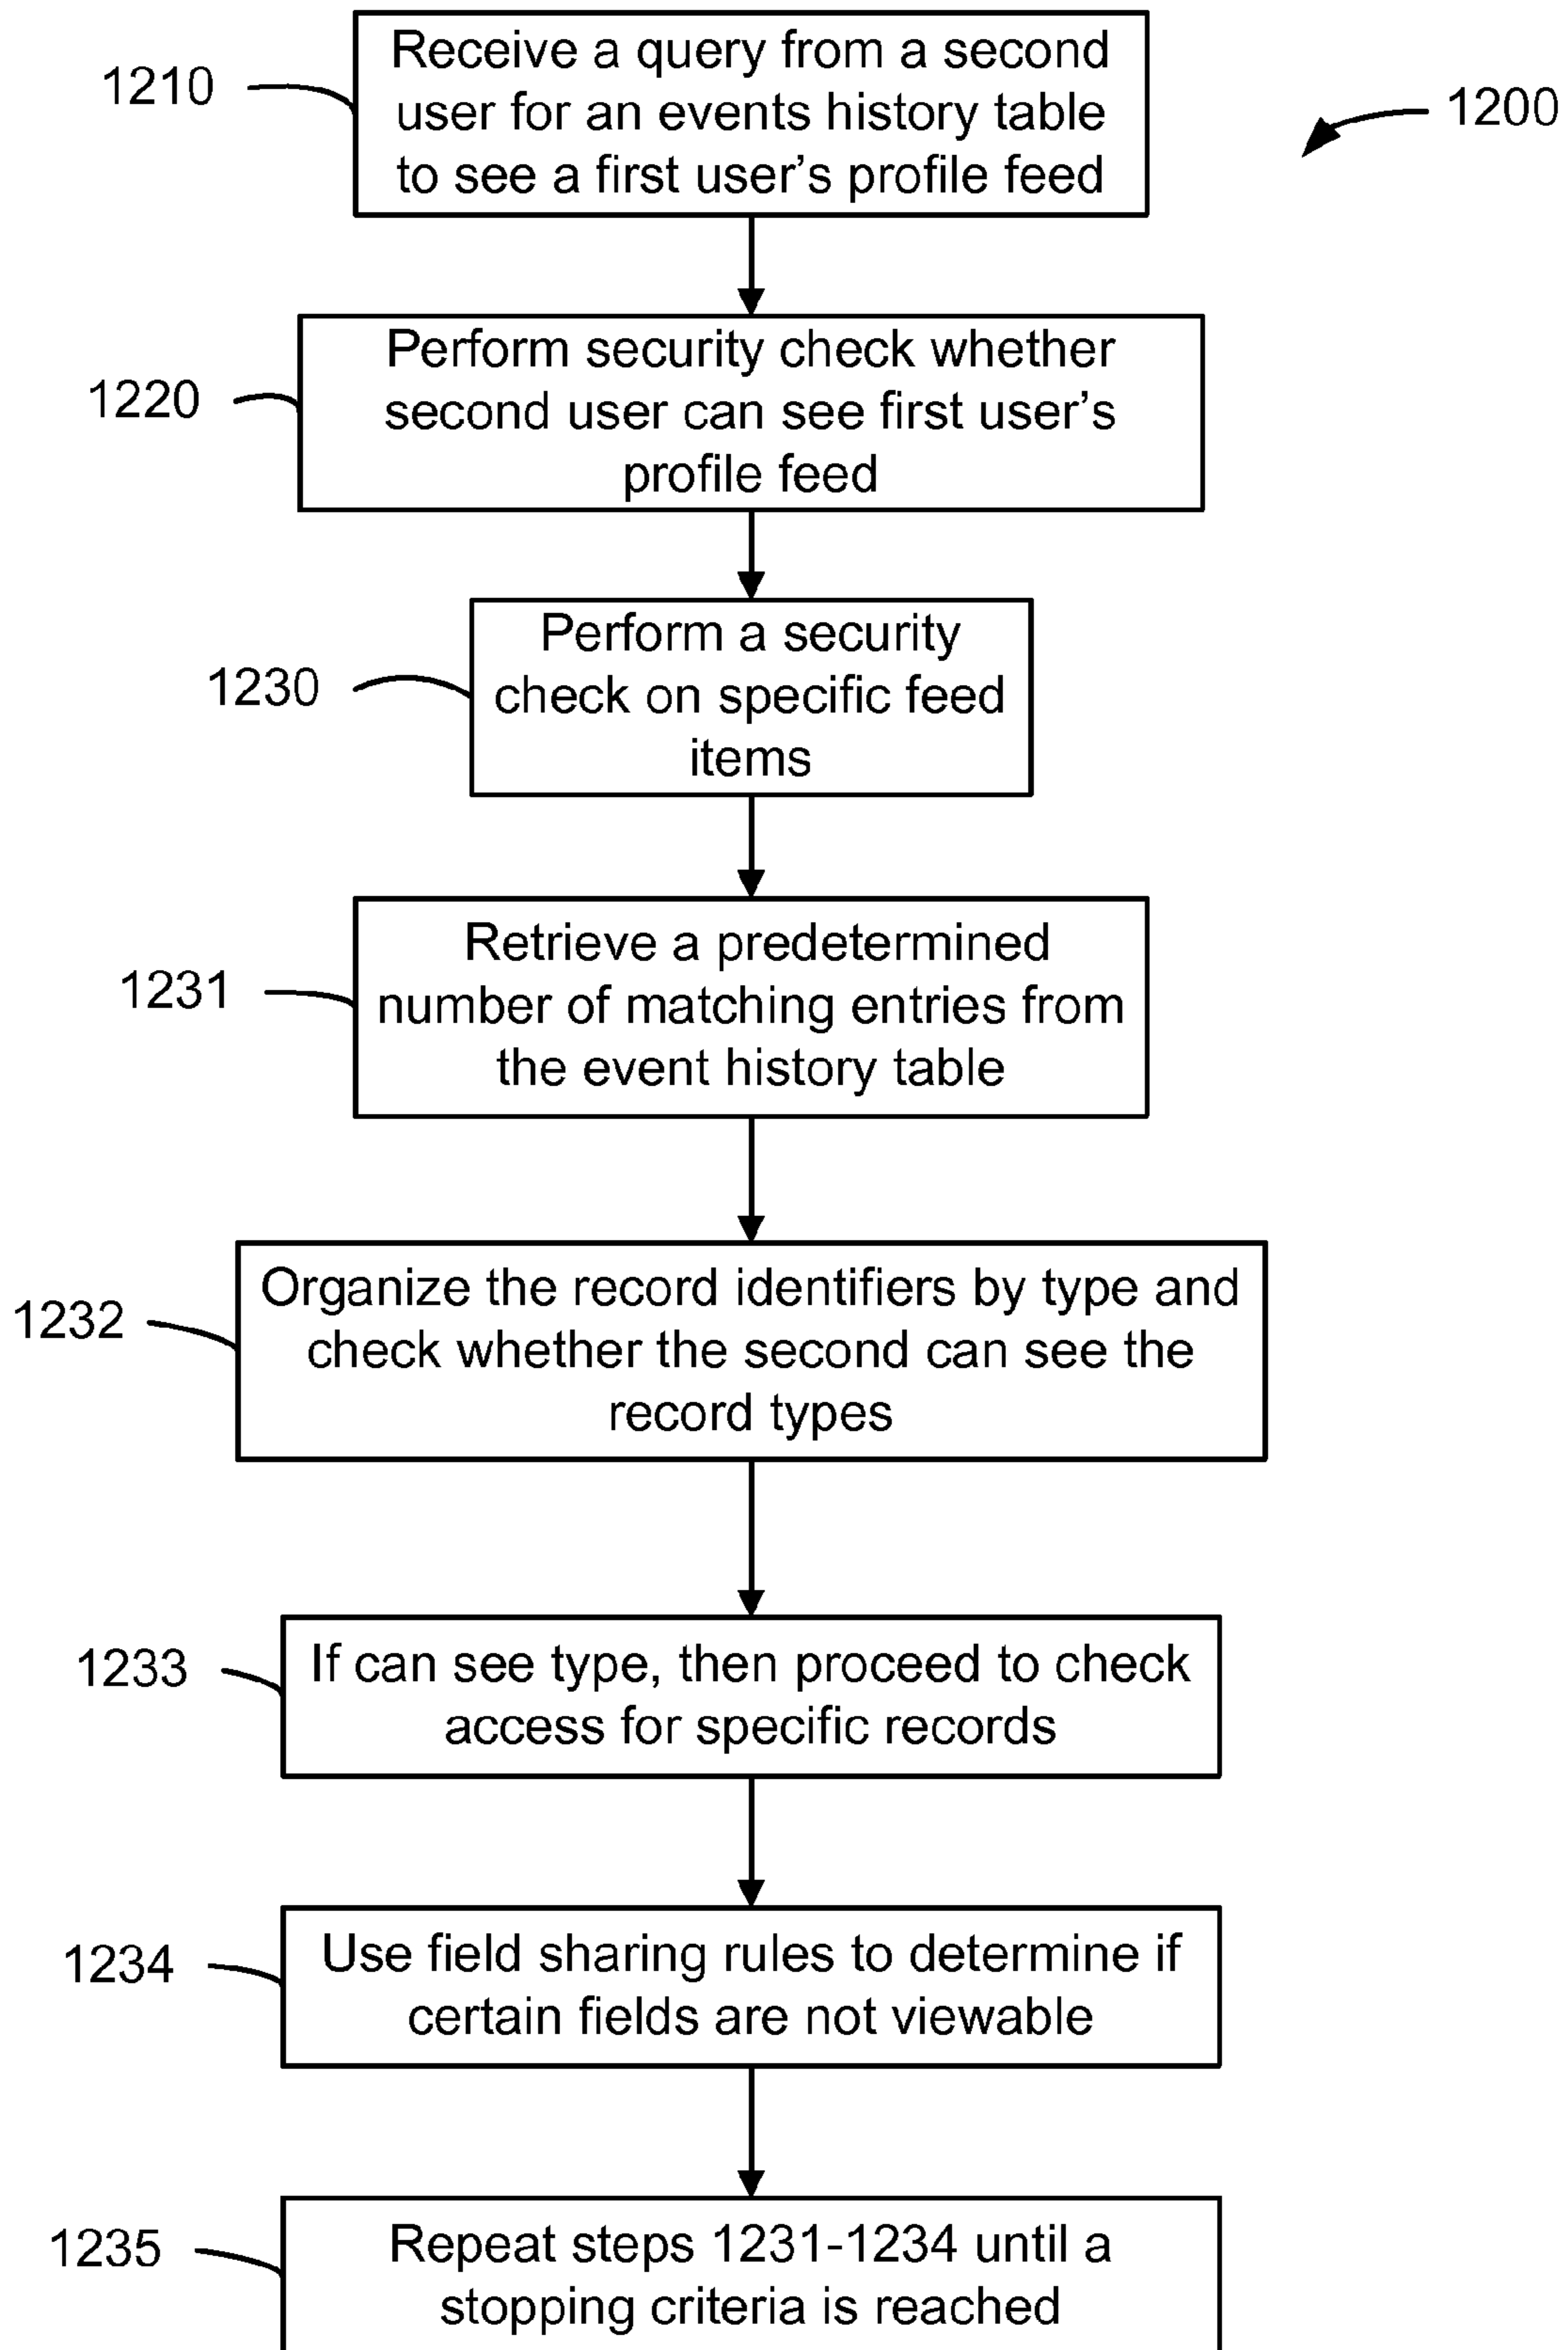 1200
1210
Receive a query from a second
user for an events history table
to see a first user's profile feed
1220
Perform security check whether
second user can see first user's
profile feed
1230
Perform a security
check on specific feed
items
1231
Retrieve a predetermined
number of matching entries from
the event history table
1232
Organize the record identifiers by type and
check whether the second can see the
record types
1233
If can see type, then proceed to check
access for specific records
1234
Use field sharing rules to determine if
certain fields are not viewable
1235
Repeat steps 1231-1234 until a
stopping criteria is reached